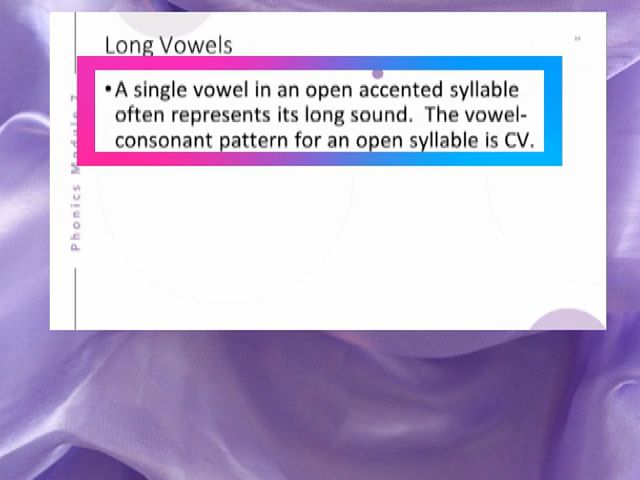 Long Vowels
•A single vowel in an open accented syllable
often represents its long sound.  The vowel-
consonant pattern for an open syllable is CV.
Phonics Module 7